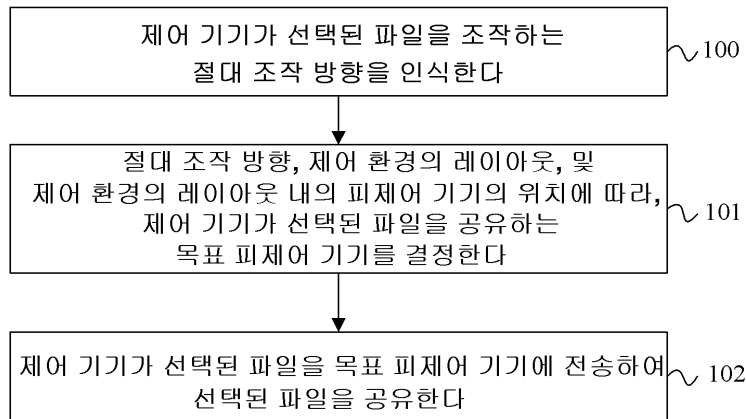 제어 기기가 선택된 파일을 조작하는
절대 조작 방향을 인식한다
100
절대 조작 방향, 제어 환경의 레이아웃, 및
제어 환경의 레이아웃 내의 피제어 기기의 위치에 따라,
제어 기기가 선택된 파일을 공유하는
목표 피제어 기기를 결정한다
101
제어 기기가 선택된 파일을 목표 피제어 기기에 전송하여
선택된 파일을 공유한다
102